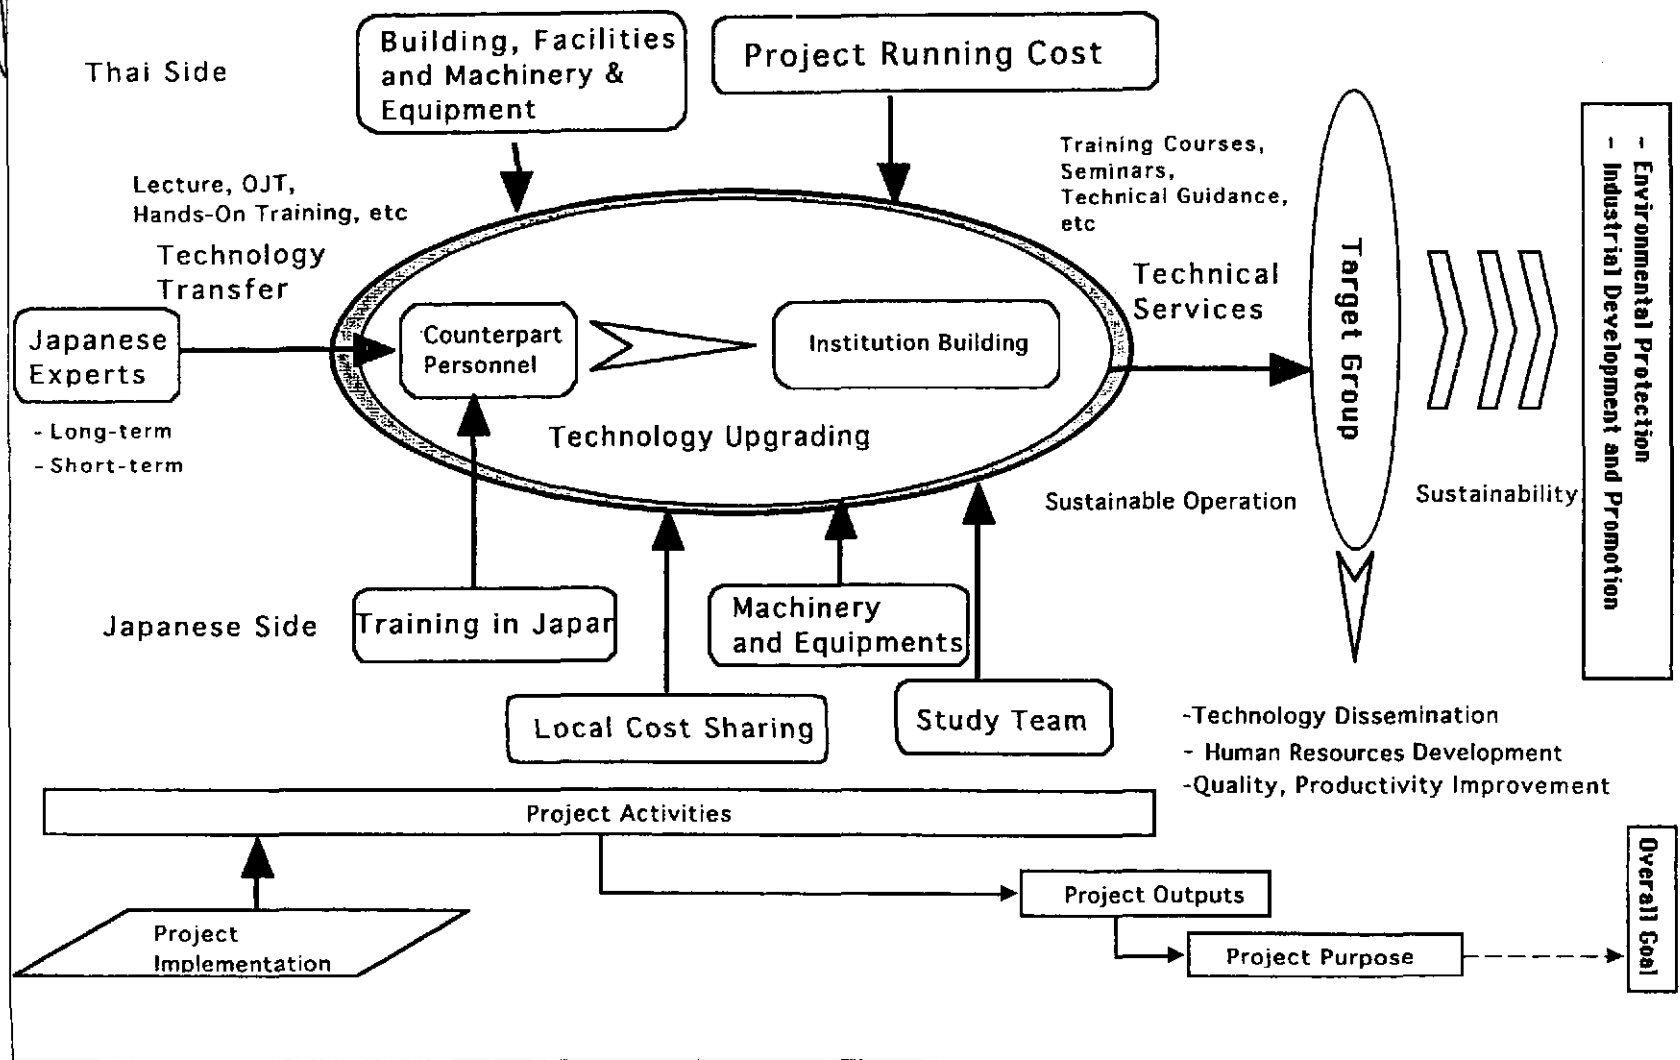 Thai Side
Building, Facilities
and Machinery &
Equipment
Project Running Cost
Lecture, OJT,
Hands-On Training, etc
Technology
Transfer
Training Courses,
Seminars,
Technical Guidance,
etc
Technical
Services
Japanese
Experts
- Long-term
- Short-term
Counterpart
Personnel
Institution Building
Technology Upgrading
Target Group
Sustainable Operation
Sustainability
- Environmental Protection
- Industrial Development and Promotion
Japanese Side
Training in Japan
Machinery
and Equipments
Local Cost Sharing
Study Team
-Technology Dissemination
- Human Resources Development
-Quality, Productivity Improvement
Project Activities
Project
Implementation
Project Outputs
Project Purpose
Overall Goal